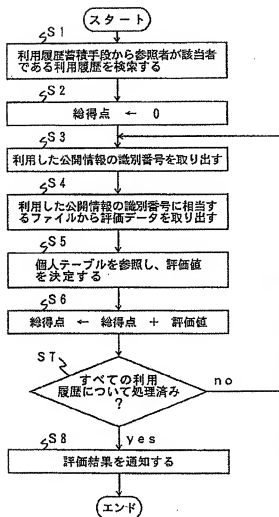 スタート
S1
利用履歴蓄積手段から参照者が該当者
である利用履歴を検索する
S2
総得点 ← 0
S3
利用した公開情報の識別番号を取り出す
S4
利用した公開情報の識別番号に相当す
るファイルから評価データを取り出す
S5
個人テーブルを参照し、評価値
を決定する
S6
総得点 ← 総得点 + 評価値
S7
すべての利用
履歴について処理済み
?
no
yes
S8
評価結果を通知する
エンド